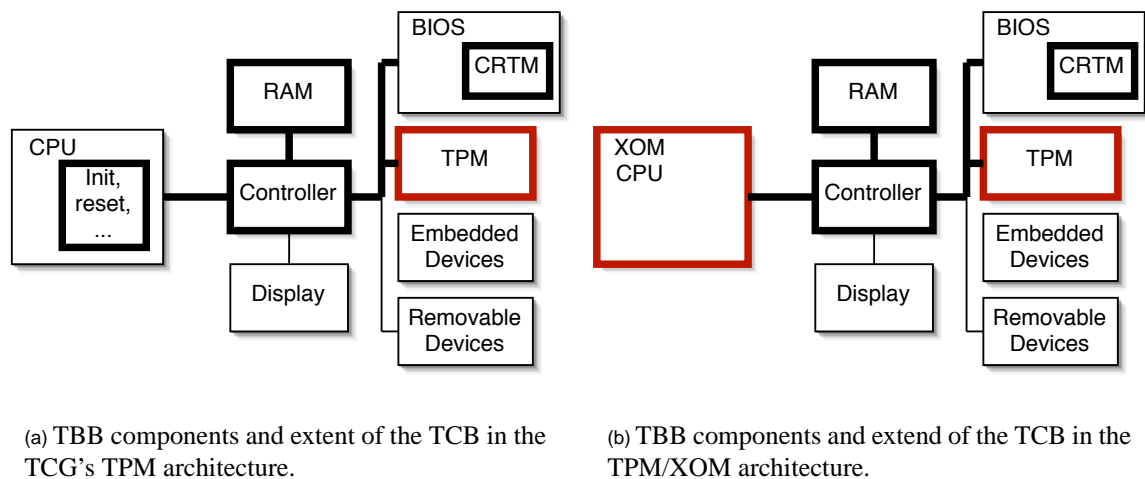 BIOS
CRTM
RAM
CPU
Init,
reset,
...
TPM
Controller
Embedded
Devices
Display
Removable
Devices
BIOS
CRTM
RAM
XOM
CPU
TPM
Controller
Embedded
Devices
Display
Removable
Devices
(a) TBB components and extent of the TCB in the
TCG's TPM architecture.
(b) TBB components and extend of the TCB in the
TPM/XOM architecture.